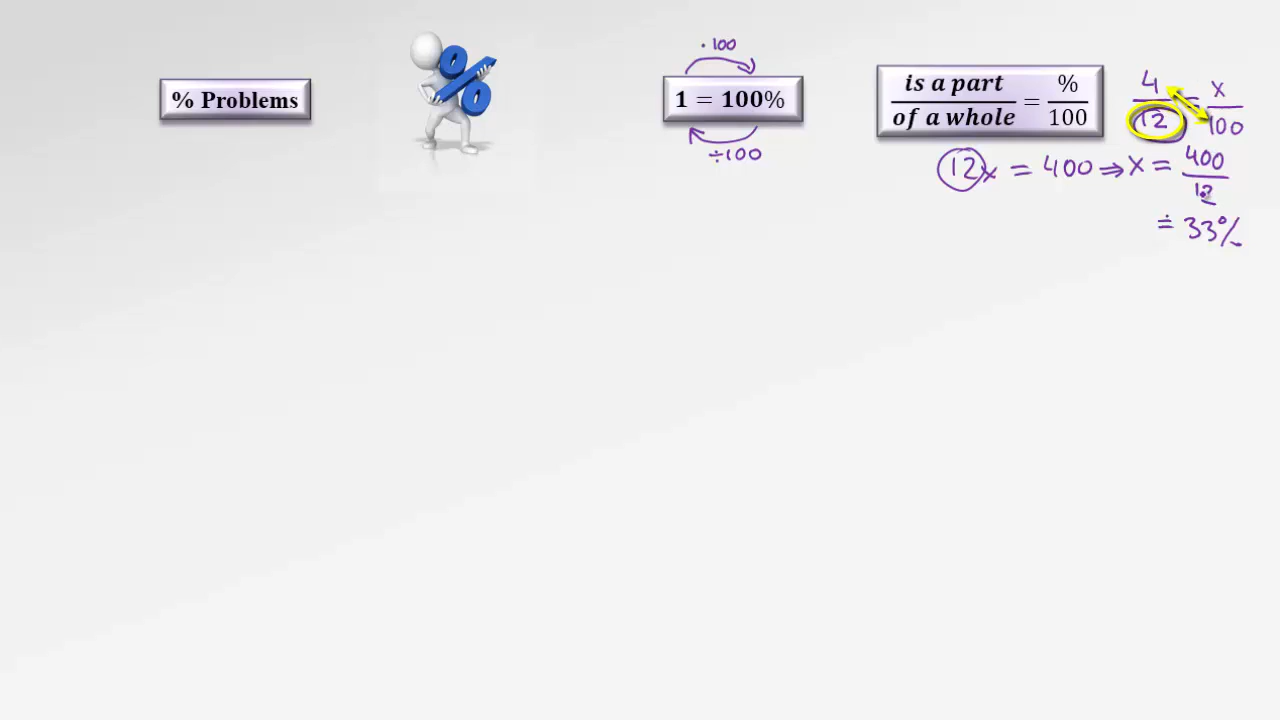 % Problems
%
· 100
1 = 100%
÷100
is a part / of a whole = % / 100
4 / 12 = x / 100
12x = 400 ⇒ x = 400 / 12
≐ 33%